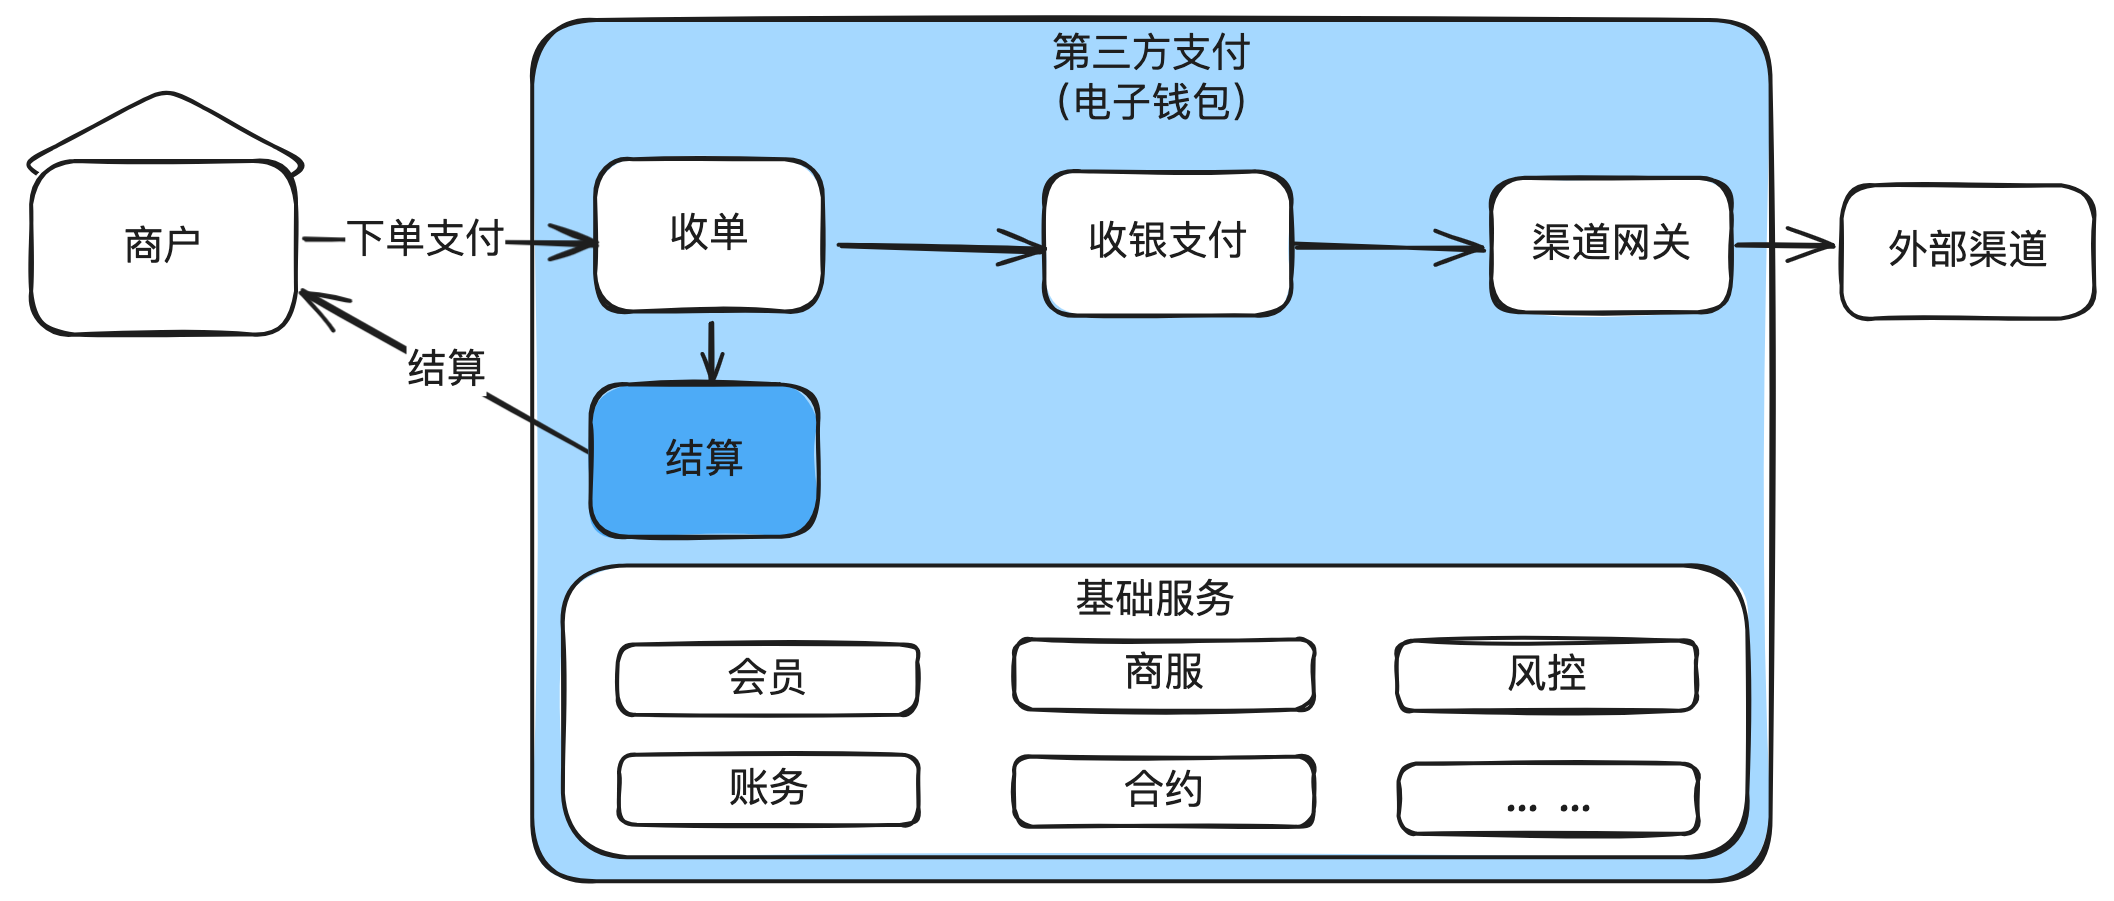 第三方支付
(电子钱包)
商户
下单支付
收单
收银支付
渠道网关
外部渠道
结算
结算
基础服务
会员
商服
风控
账务
合约
... ...